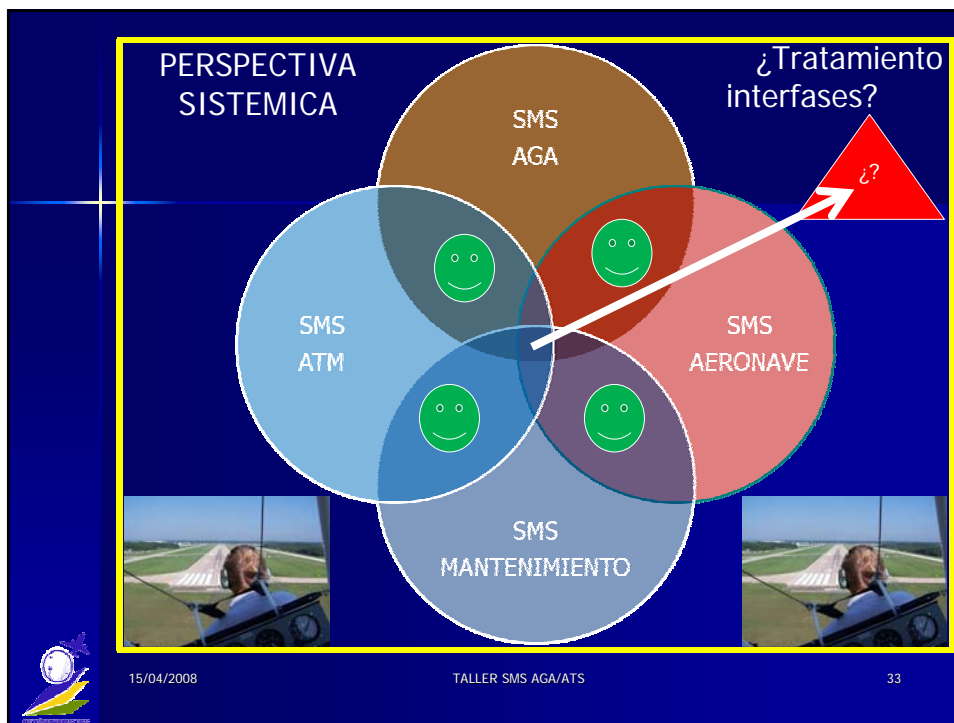 PERSPECTIVA
SISTEMICA
¿Tratamiento
interfases?
¿?
SMS
AGA
SMS
ATM
SMS
AERONAVE
SMS
MANTENIMIENTO
15/04/2008
TALLER SMS AGA/ATS
33